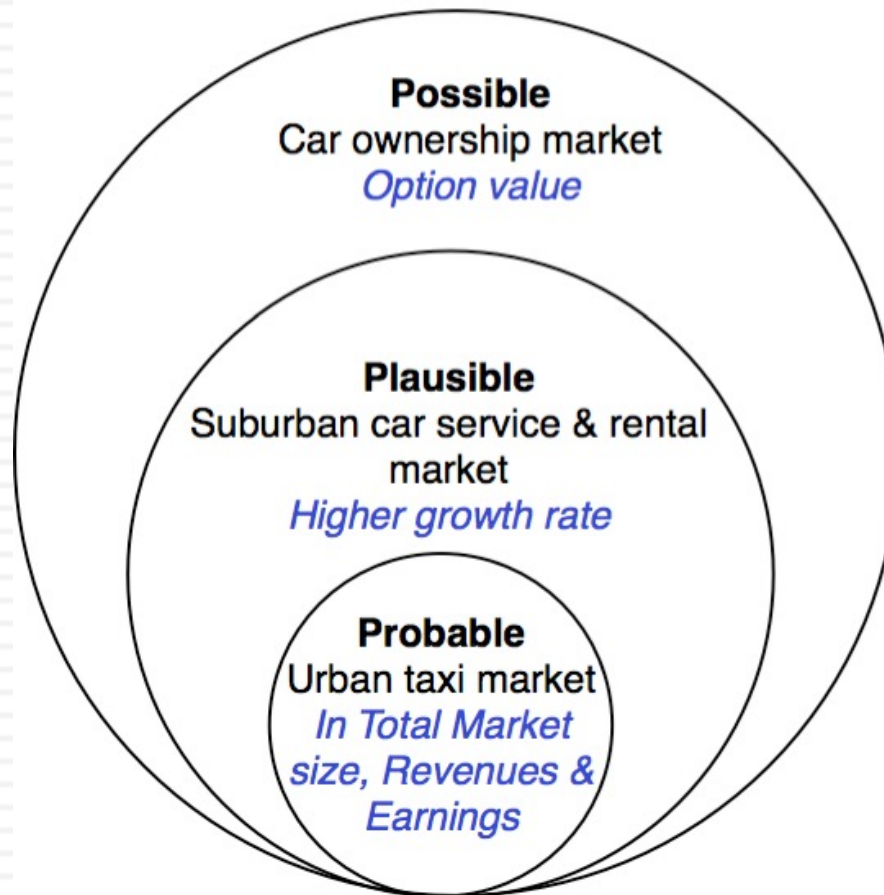 Possible
Car ownership market
Option value
Plausible
Suburban car service & rental
market
Higher growth rate
Probable
Urban taxi market
In Total Market
size, Revenues &
Earnings